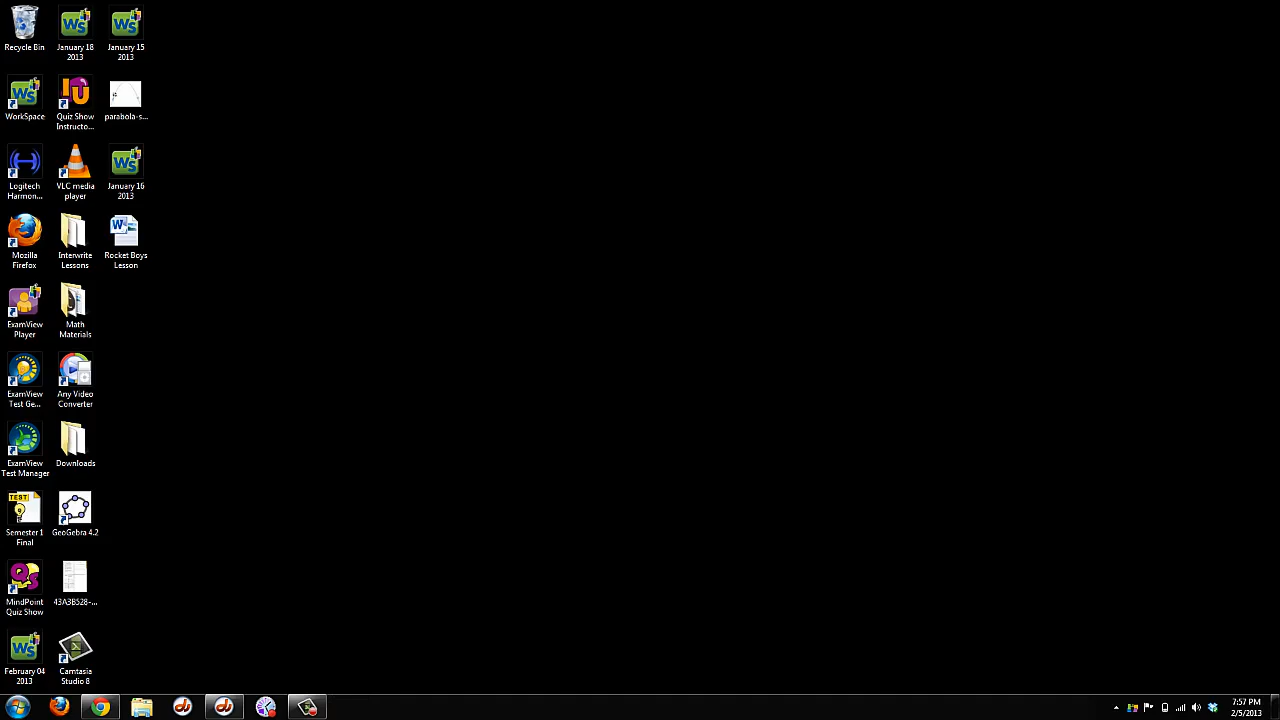 Recycle Bin
January 18
2013
January 15
2013
WorkSpace
Quiz Show
Instructo...
parabola-s...
Logitech
Harmon...
VLC media
player
January 16
2013
Mozilla
Firefox
Interwrite
Lessons
Rocket Boys
Lesson
ExamView
Player
Math
Materials
ExamView
Test Ge...
Any Video
Converter
ExamView
Test Manager
Downloads
TEST
Semester 1
Final
GeoGebra 4.2
MindPoint
Quiz Show
43A3B528-...
February 04
2013
Camtasia
Studio 8
7:57 PM
2/5/2013